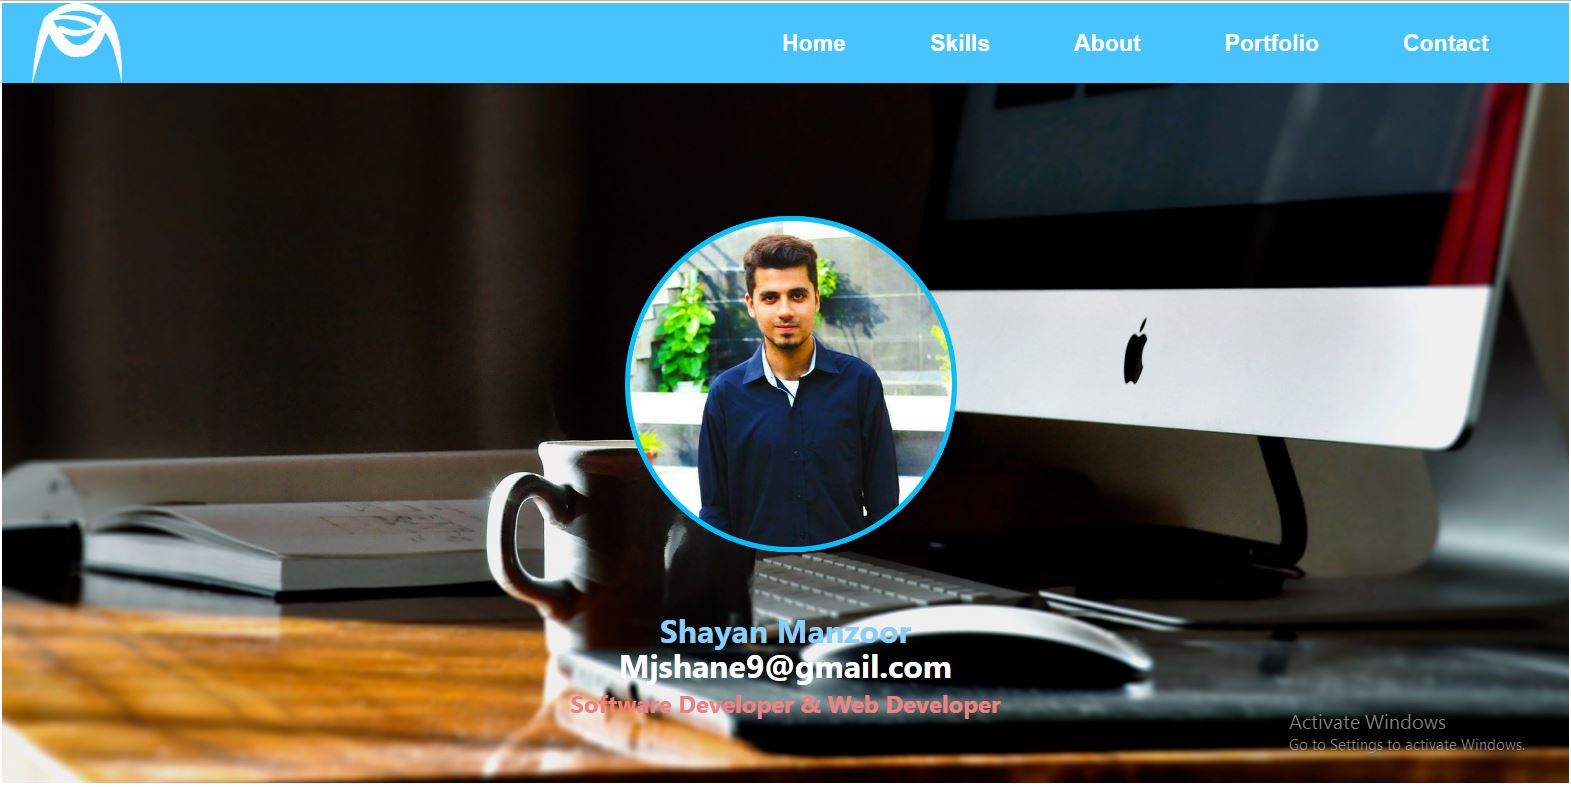 Home Skills About Portfolio Contact
Shayan Manzoor
Mjshane9@gmail.com
Software Developer & Web Developer
Activate Windows
Go to Settings to activate Windows.